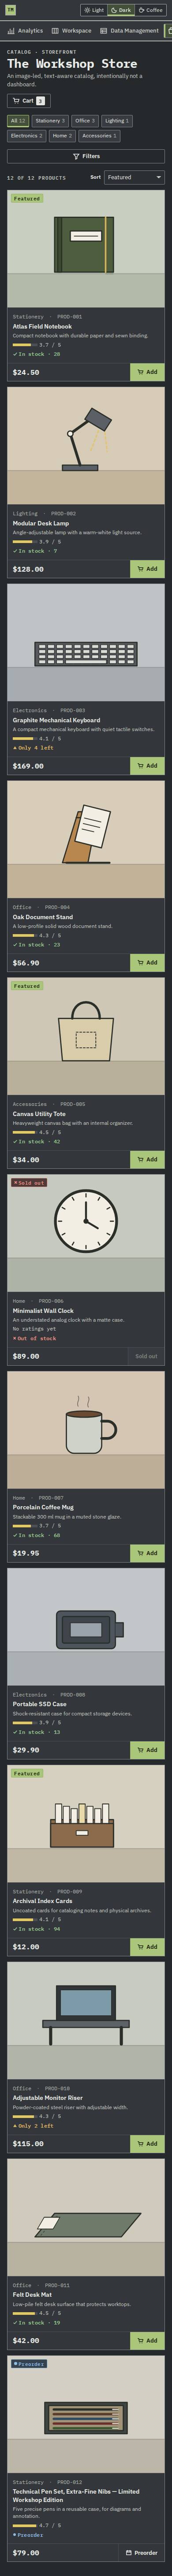 TM
Light
Dark
Coffee
Analytics
Workspace
Data Management
CATALOG · STOREFRONT
The Workshop Store
An image-led, text-aware catalog, intentionally not a
dashboard.
Cart 3
All 12
Stationery 3
Office 3
Lighting 1
Electronics 2
Home 2
Accessories 1
Filters
12 OF 12 PRODUCTS
Sort
Featured
Featured
Stationery · PROD-001
Atlas Field Notebook
Compact notebook with durable paper and sewn binding.
3.7 / 5
In stock · 28
$24.50
Add
Lighting · PROD-002
Modular Desk Lamp
Angle-adjustable lamp with a warm-white light source.
3.9 / 5
In stock · 7
$128.00
Add
Electronics · PROD-003
Graphite Mechanical Keyboard
A compact mechanical keyboard with quiet tactile switches.
4.1 / 5
Only 4 left
$169.00
Add
Office · PROD-004
Oak Document Stand
A low-profile solid wood document stand.
4.3 / 5
In stock · 23
$56.90
Add
Featured
Accessories · PROD-005
Canvas Utility Tote
Heavyweight canvas bag with an internal organizer.
4.5 / 5
In stock · 42
$34.00
Add
Sold out
Home · PROD-006
Minimalist Wall Clock
An understated analog clock with a matte case.
No ratings yet
Out of stock
$89.00
Sold out
Home · PROD-007
Porcelain Coffee Mug
Stackable 300 ml mug in a muted stone glaze.
3.7 / 5
In stock · 60
$19.95
Add
Electronics · PROD-008
Portable SSD Case
Shock-resistant case for compact storage devices.
3.9 / 5
In stock · 13
$29.90
Add
Featured
Stationery · PROD-009
Archival Index Cards
Uncoated cards for cataloging notes and physical archives.
4.1 / 5
In stock · 94
$12.00
Add
Office · PROD-010
Adjustable Monitor Riser
Powder-coated steel riser with adjustable width.
4.3 / 5
Only 2 left
$115.00
Add
Office · PROD-011
Felt Desk Mat
Low-pile felt desk surface that protects worktops.
4.5 / 5
In stock · 19
$42.00
Add
Preorder
Stationery · PROD-012
Technical Pen Set, Extra-Fine Nibs — Limited
Workshop Edition
Five precise pens in a reusable case, for diagrams and
annotation.
4.7 / 5
Preorder
$79.00
Preorder